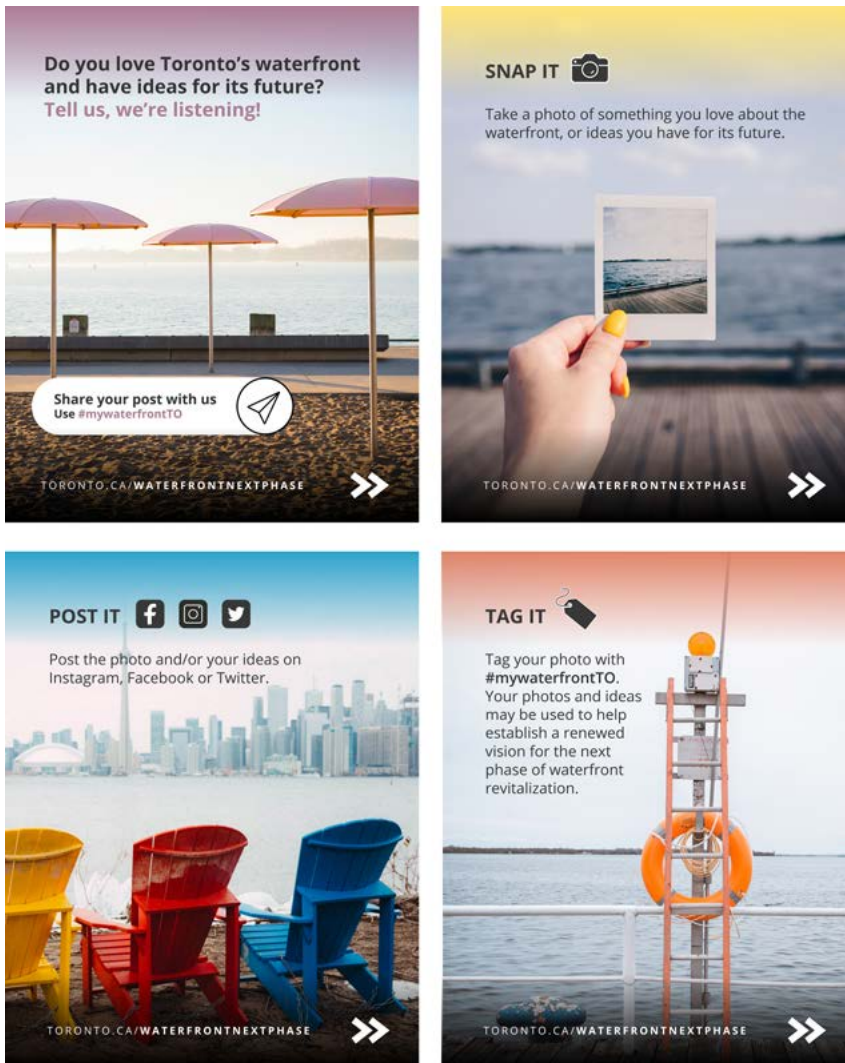 Do you love Toronto's waterfront
and have ideas for its future?
Tell us, we're listening!
Share your post with us
Use #mywaterfrontTO
TORONTO.CA/WATERFRONTNEXTPHASE
SNAP IT
Take a photo of something you love about the
waterfront, or ideas you have for its future.
TORONTO.CA/WATERFRONTNEXTPHASE
POST IT
Post the photo and/or your ideas on
Instagram, Facebook or Twitter.
TORONTO.CA/WATERFRONTNEXTPHASE
TAG IT
Tag your photo with
#mywaterfrontTO.
Your photos and ideas
may be used to help
establish a renewed
vision for the next
phase of waterfront
revitalization.
TORONTO.CA/WATERFRONTNEXTPHASE